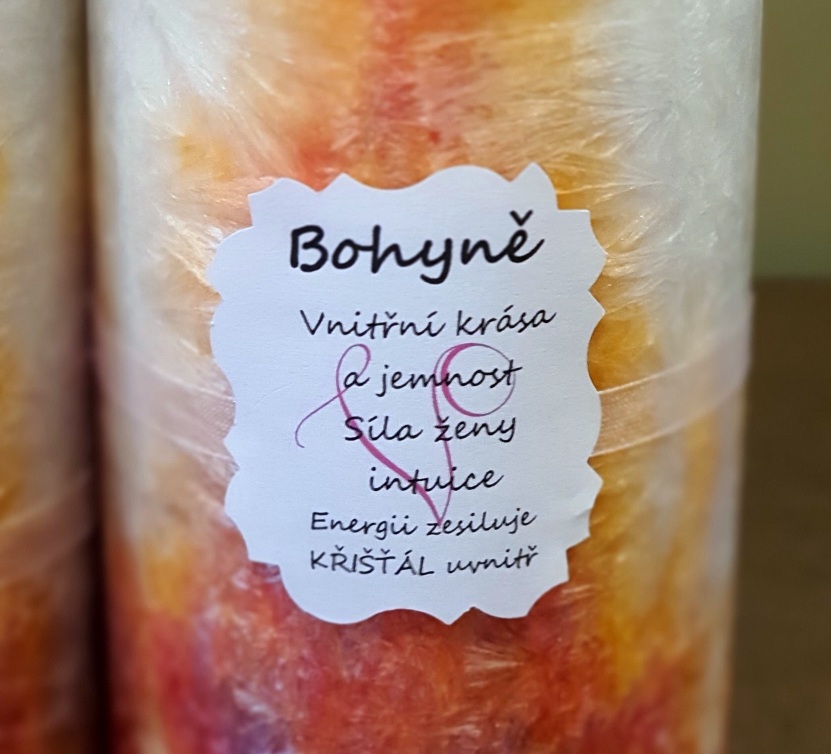 Bohyně
Vnitřní krása
a jemnost
Síla ženy
intuice
Energii zesiluje
KŘIŠŤÁL uvnitř